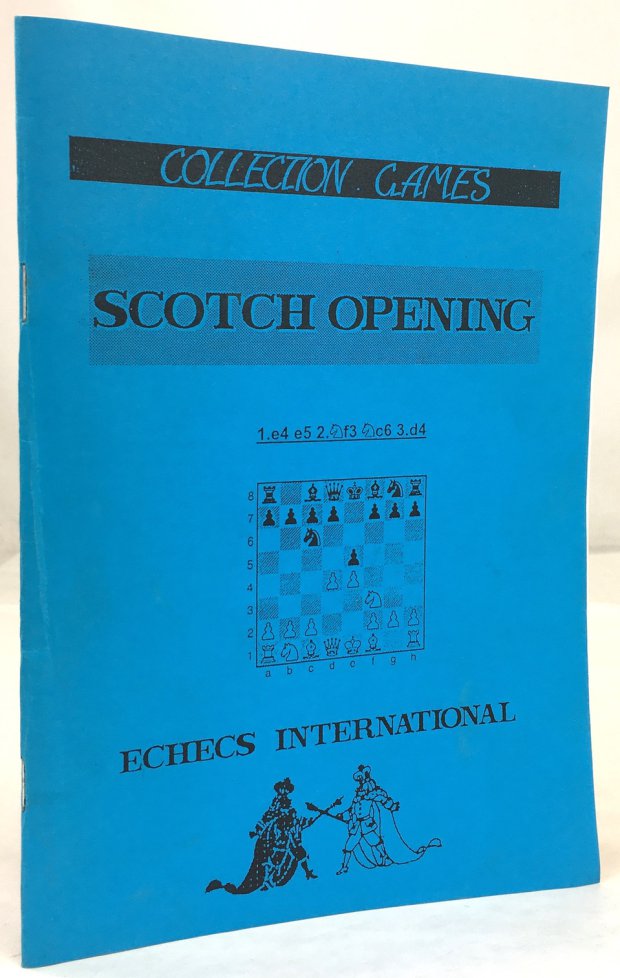 COLLECTION GAMES
SCOTCH OPENING
1.e4 e5 2.♘f3 ♘c6 3.d4
8
7
6
5
4
3
2
1
a b c d e f g h
ECHECS INTERNATIONAL